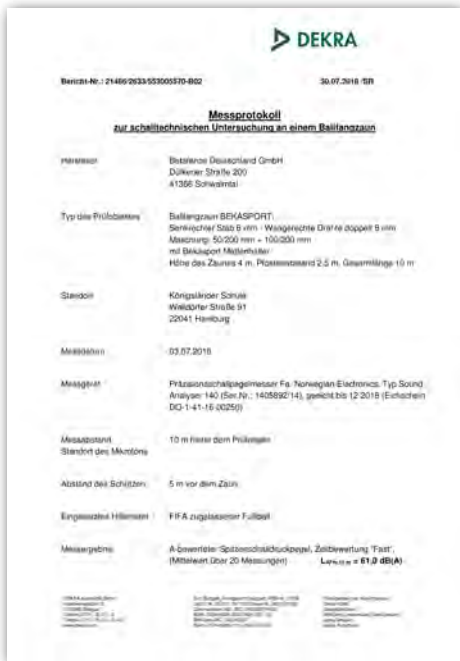 DEKRA
Bericht-Nr.: 21466/2633/553005570-B02 30.07.2018 /SR
Messprotokoll
zur schalltechnischen Untersuchung an einem Ballfangzaun
Hersteller Betafence Deutschland GmbH
Dülkener Straße 200
41366 Schwalmtal
Typ des Prüfobjektes Ballfangzaun BEKASPORT:
Senkrechter Stab 6 mm - Waagerechte Drähte doppelt 8 mm
Maschung: 50/200 mm + 100/200 mm
mit Bekasport Mattenhalter
Höhe des Zaunes 4 m, Pfostenabstand 2,5 m, Gesamtlänge 10 m
Standort Königsländer Schule
Walddörfer Straße 91
22041 Hamburg
Messdatum 03.07.2018
Messgerät Präzisionsschallpegelmesser Fa. Norwegian Electronics, Typ Sound
Analyser 140 (Ser.Nr.: 1405892/14), geeicht bis 12.2018 (Eichschein
Messabstand 10 m hinter dem
Standort des Mikrofons
Abstand des Schützen 5 m vor dem Zaun
Eingesetztes Hilfsmittel FIFA zugelassener Fußball
Messergebnis A-bewerteter Spitzenschalldruckpegel, Zeitbewertung "Fast",
(Mittelwert über 20 Messungen) = 61,0 dB(A)